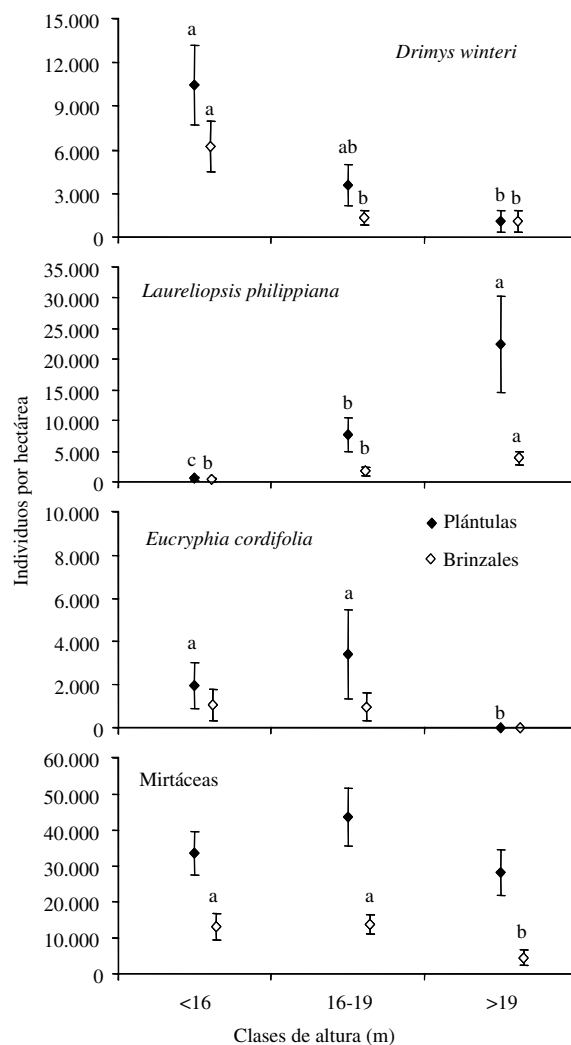 15.000
12.000
9.000
6.000
3.000
0
Drimys winteri
a
a
ab
b
b b
35.000
30.000
25.000
20.000
15.000
10.000
5.000
0
Laureliopsis philippiana
c b
b
b
a
a
10.000
8.000
6.000
4.000
2.000
0
Eucryphia cordifolia
Plántulas
Brinzales
a
a
b
60.000
50.000
40.000
30.000
20.000
10.000
0
Mirtáceas
a
a
b
<16 16-19 >19
Clases de altura (m)
Individuos por hectárea